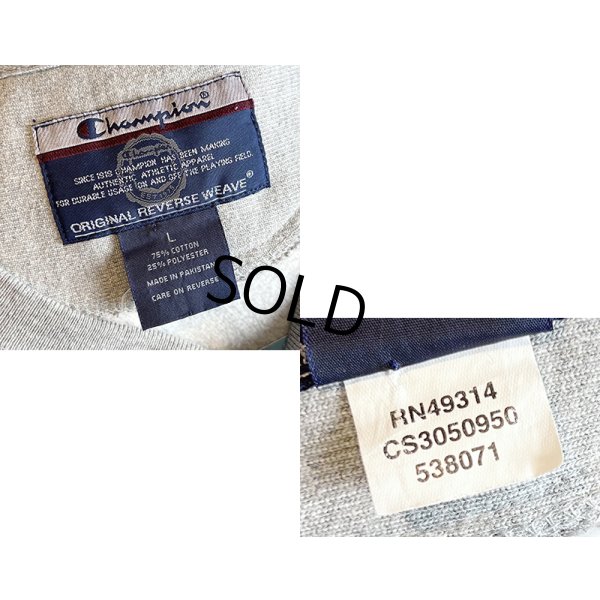 Champion®
SINCE 1919 CHAMPION HAS BEEN MAKING
AUTHENTIC ATHLETIC APPAREL
FOR DURABLE USAGE ON AND OFF THE PLAYING FIELD.
ORIGINAL REVERSE WEAVE®
L
75% COTTON
25% POLYESTER
MADE IN PAKISTAN
CARE ON REVERSE
SOLD
RN49314
CS3050950
538071